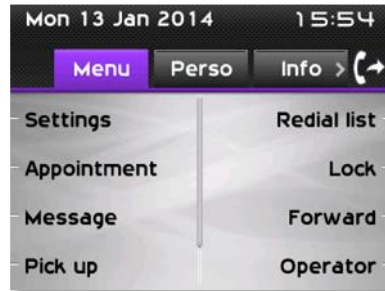 Mon 13 Jan 2014 15:54
Menu Perso Info >
Settings Redial list
Appointment Lock
Message Forward
Pick up Operator